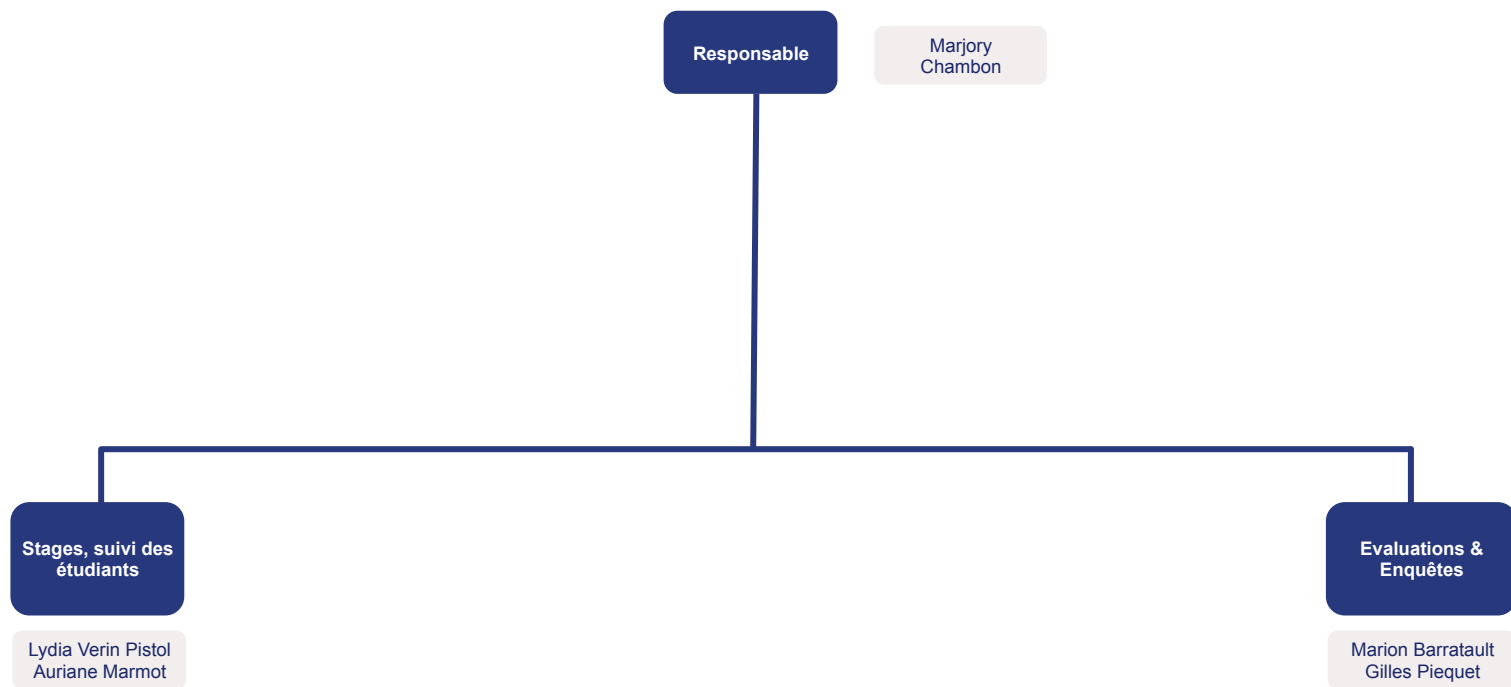 Responsable
Marjory
Chambon
Stages, suivi des
étudiants
Lydia Verin Pistol
Auriane Marmot
Evaluations &
Enquêtes
Marion Barratault
Gilles Piequet